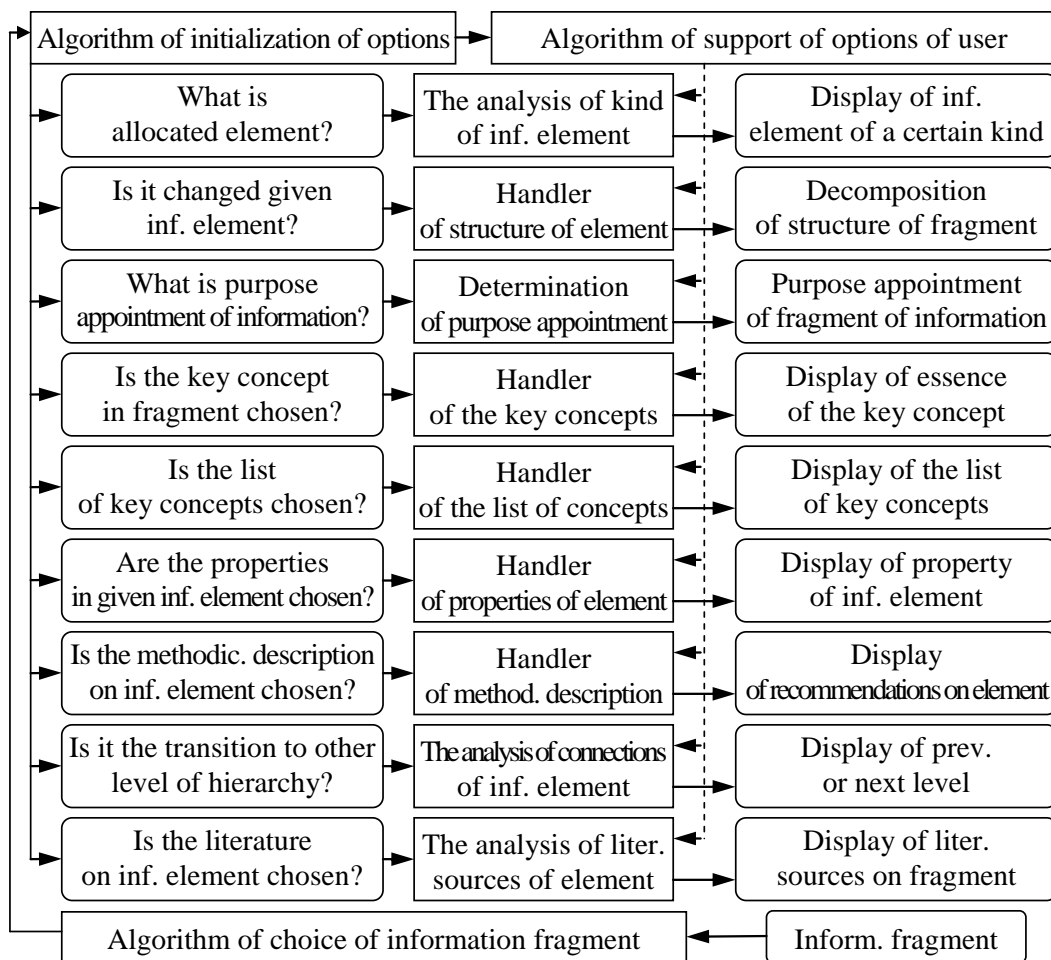 Algorithm of initialization of options
Algorithm of support of options of user
What is
allocated element?
The analysis of kind
of inf. element
Display of inf.
element of a certain kind
Is it changed given
inf. element?
Handler
of structure of element
Decomposition
of structure of fragment
What is purpose
appointment of information?
Determination
of purpose appointment
Purpose appointment
of fragment of information
Is the key concept
in fragment chosen?
Handler
of the key concepts
Display of essence
of the key concept
Is the list
of key concepts chosen?
Handler
of the list of concepts
Display of the list
of key concepts
Are the properties
in given inf. element chosen?
Handler
of properties of element
Display of property
of inf. element
Is the methodic. description
on inf. element chosen?
Handler
of method. description
Display
of recommendations on element
Is it the transition to other
level of hierarchy?
The analysis of connections
of inf. element
Display of prev.
or next level
Is the literature
on inf. element chosen?
The analysis of liter.
sources of element
Display of liter.
sources on fragment
Algorithm of choice of information fragment
Inform. fragment